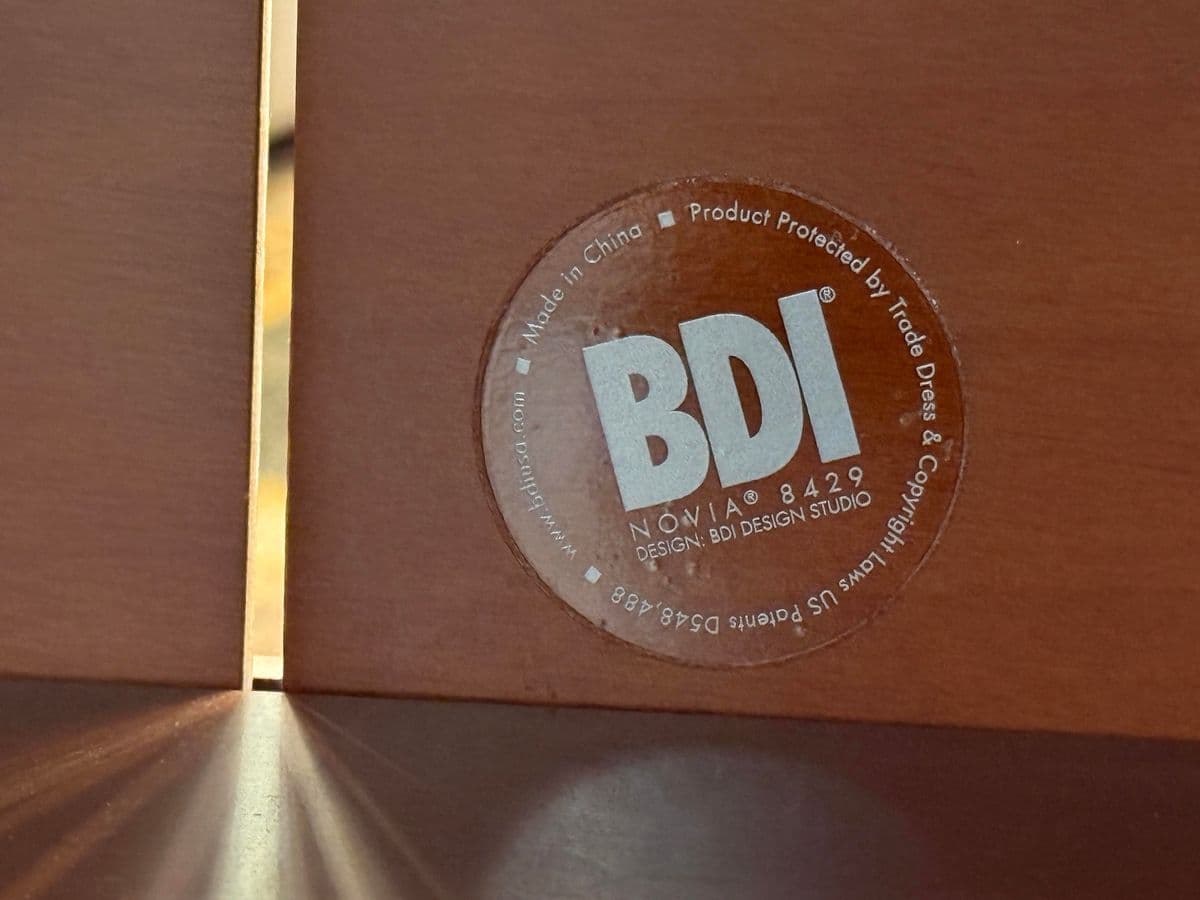 BDI®
NOVIA® 8429
DESIGN: BDI DESIGN STUDIO
www.bdiusa.com ■ Made in China ■ Product Protected by Trade Dress & Copyright Laws US Patents D548,488 ■